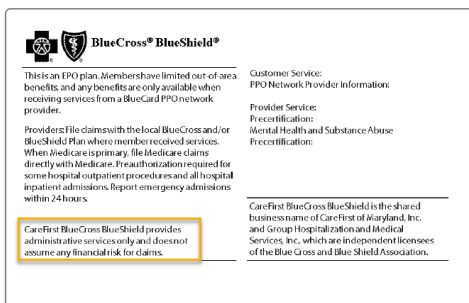 BlueCross® BlueShield®
This is an EPO plan. Members have limited out-of-area
benefits, and any benefits are only available when
receiving services from a BlueCard PPO network
provider.
Providers: File claims with the local BlueCross and/or
BlueShield Plan where member received services.
When Medicare is primary, file Medicare claims
directly with Medicare. Preauthorization required for
some hospital outpatient procedures and all hospital
inpatient admissions. Report emergency admissions
within 24 hours.
CareFirst BlueCross BlueShield provides
administrative services only and does not
assume any financial risk for claims.
Customer Service:
PPO Network Provider Information:
Provider Service:
Precertification:
Mental Health and Substance Abuse
Precertification:
CareFirst BlueCross BlueShield is the shared
business name of CareFirst of Maryland, Inc.
and Group Hospitalization and Medical
Services, Inc., which are independent licensees
of the Blue Cross and Blue Shield Association.